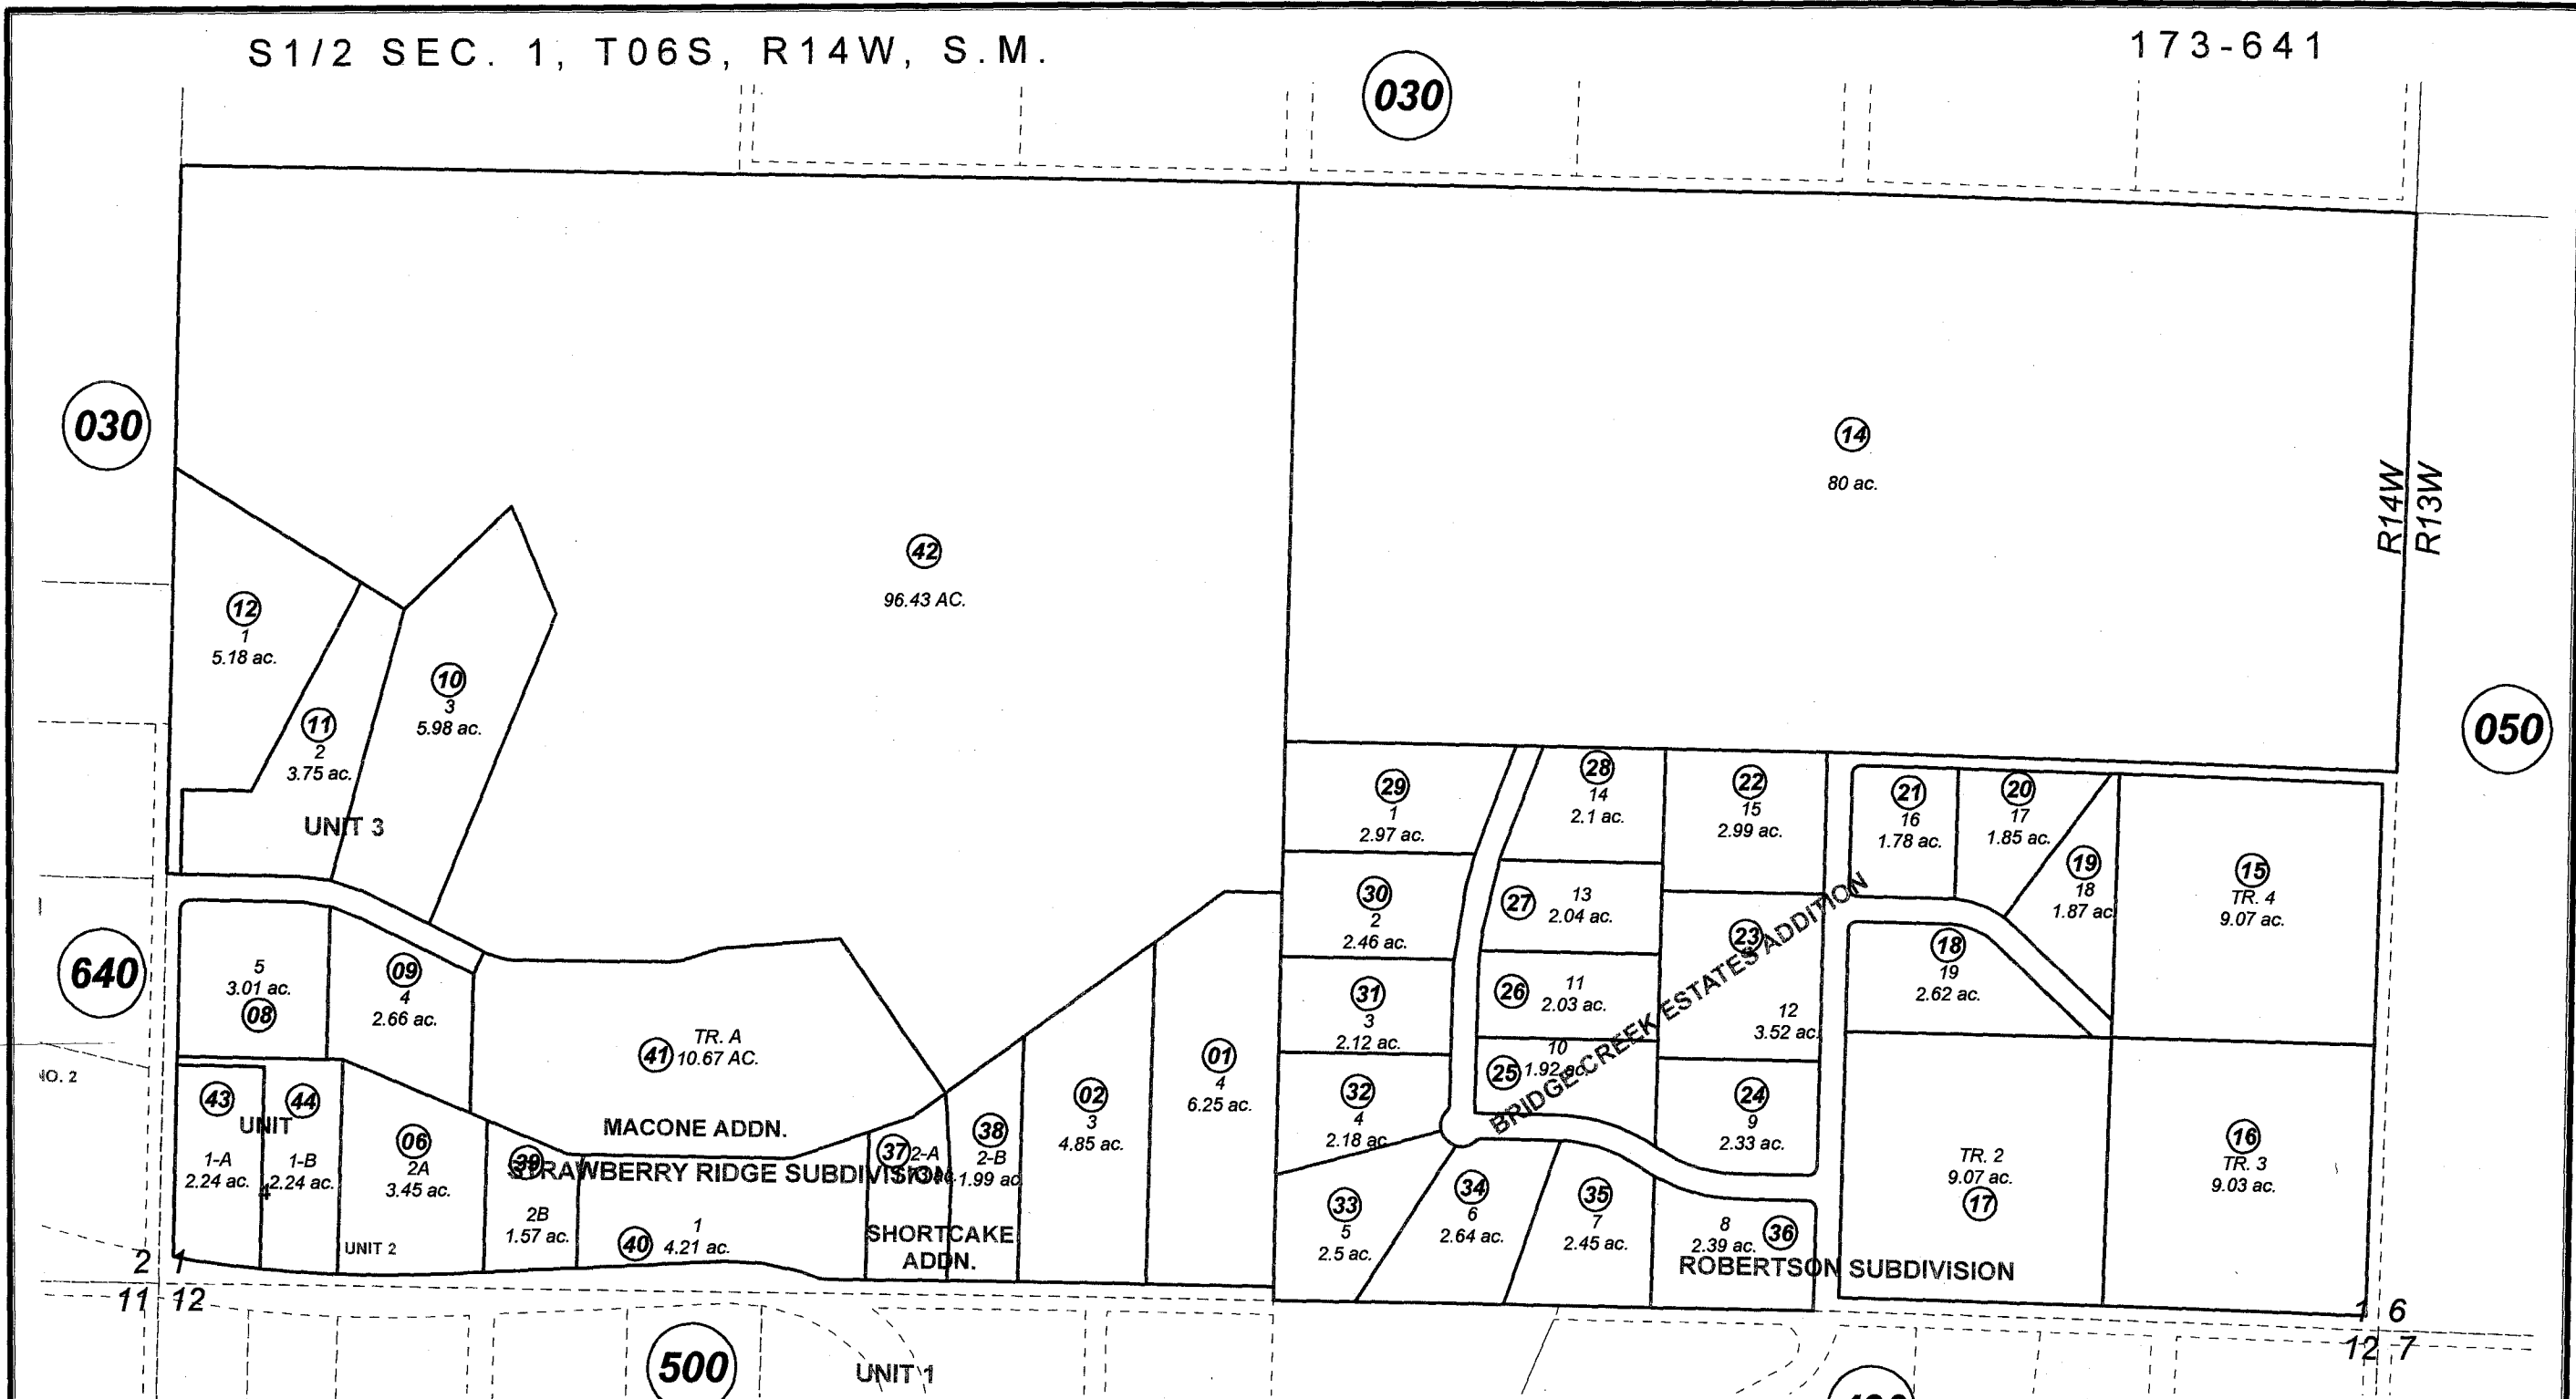 S1/2 SEC. 1, T06S, R14W, S.M.
173-641
030
030
14
80 ac.
R14W
R13W
42
96.43 AC.
12
1
5.18 ac.
10
3
5.98 ac.
11
2
3.75 ac.
UNIT 3
050
29
1
2.97 ac.
28
14
2.1 ac.
22
15
2.99 ac.
21
16
1.78 ac.
20
17
1.85 ac.
19
18
1.87 ac
15
TR. 4
9.07 ac.
30
2
2.46 ac.
27
13
2.04 ac.
23
12
3.52 ac.
BRIDGE CREEK ESTATES ADDITION
18
19
2.62 ac.
640
5
3.01 ac.
08
09
4
2.66 ac.
TR. A
41 10.67 AC.
MACONE ADDN.
01
4
6.25 ac.
31
3
2.12 ac.
26
11
2.03 ac.
10
25 1.92 ac.
32
4
2.18 ac.
24
9
2.33 ac.
NO. 2
43
44
UNIT
4
1-A
2.24 ac.
1-B
2.24 ac.
06
2A
3.45 ac.
UNIT 2
39
2B
1.57 ac.
STRAWBERRY RIDGE SUBDIVISION
40
1
4.21 ac.
37 2-A
38
2-B
1.99 ac
SHORTCAKE
ADDN.
02
3
4.85 ac.
33
5
2.5 ac.
34
6
2.64 ac.
35
7
2.45 ac.
8
2.39 ac.
36
ROBERTSON SUBDIVISION
TR. 2
9.07 ac.
17
16
TR. 3
9.03 ac.
2 1
11 12
1 6
12 7
500
UNIT 1